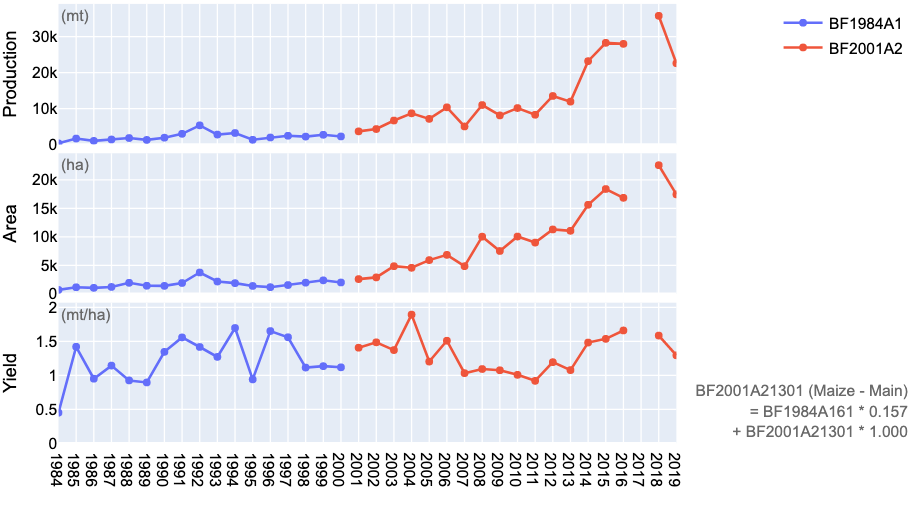 Production
(mt)
30k
20k
10k
0
Area
(ha)
20k
15k
10k
5k
0
Yield
(mt/ha)
2
1.5
1
0.5
0
1984
1985
1986
1987
1988
1989
1990
1991
1992
1993
1994
1995
1996
1997
1998
1999
2000
2001
2002
2003
2004
2005
2006
2007
2008
2009
2010
2011
2012
2013
2014
2015
2016
2017
2018
2019
BF1984A1
BF2001A2
BF2001A21301 (Maize - Main)
= BF1984A161 * 0.157
+ BF2001A21301 * 1.000